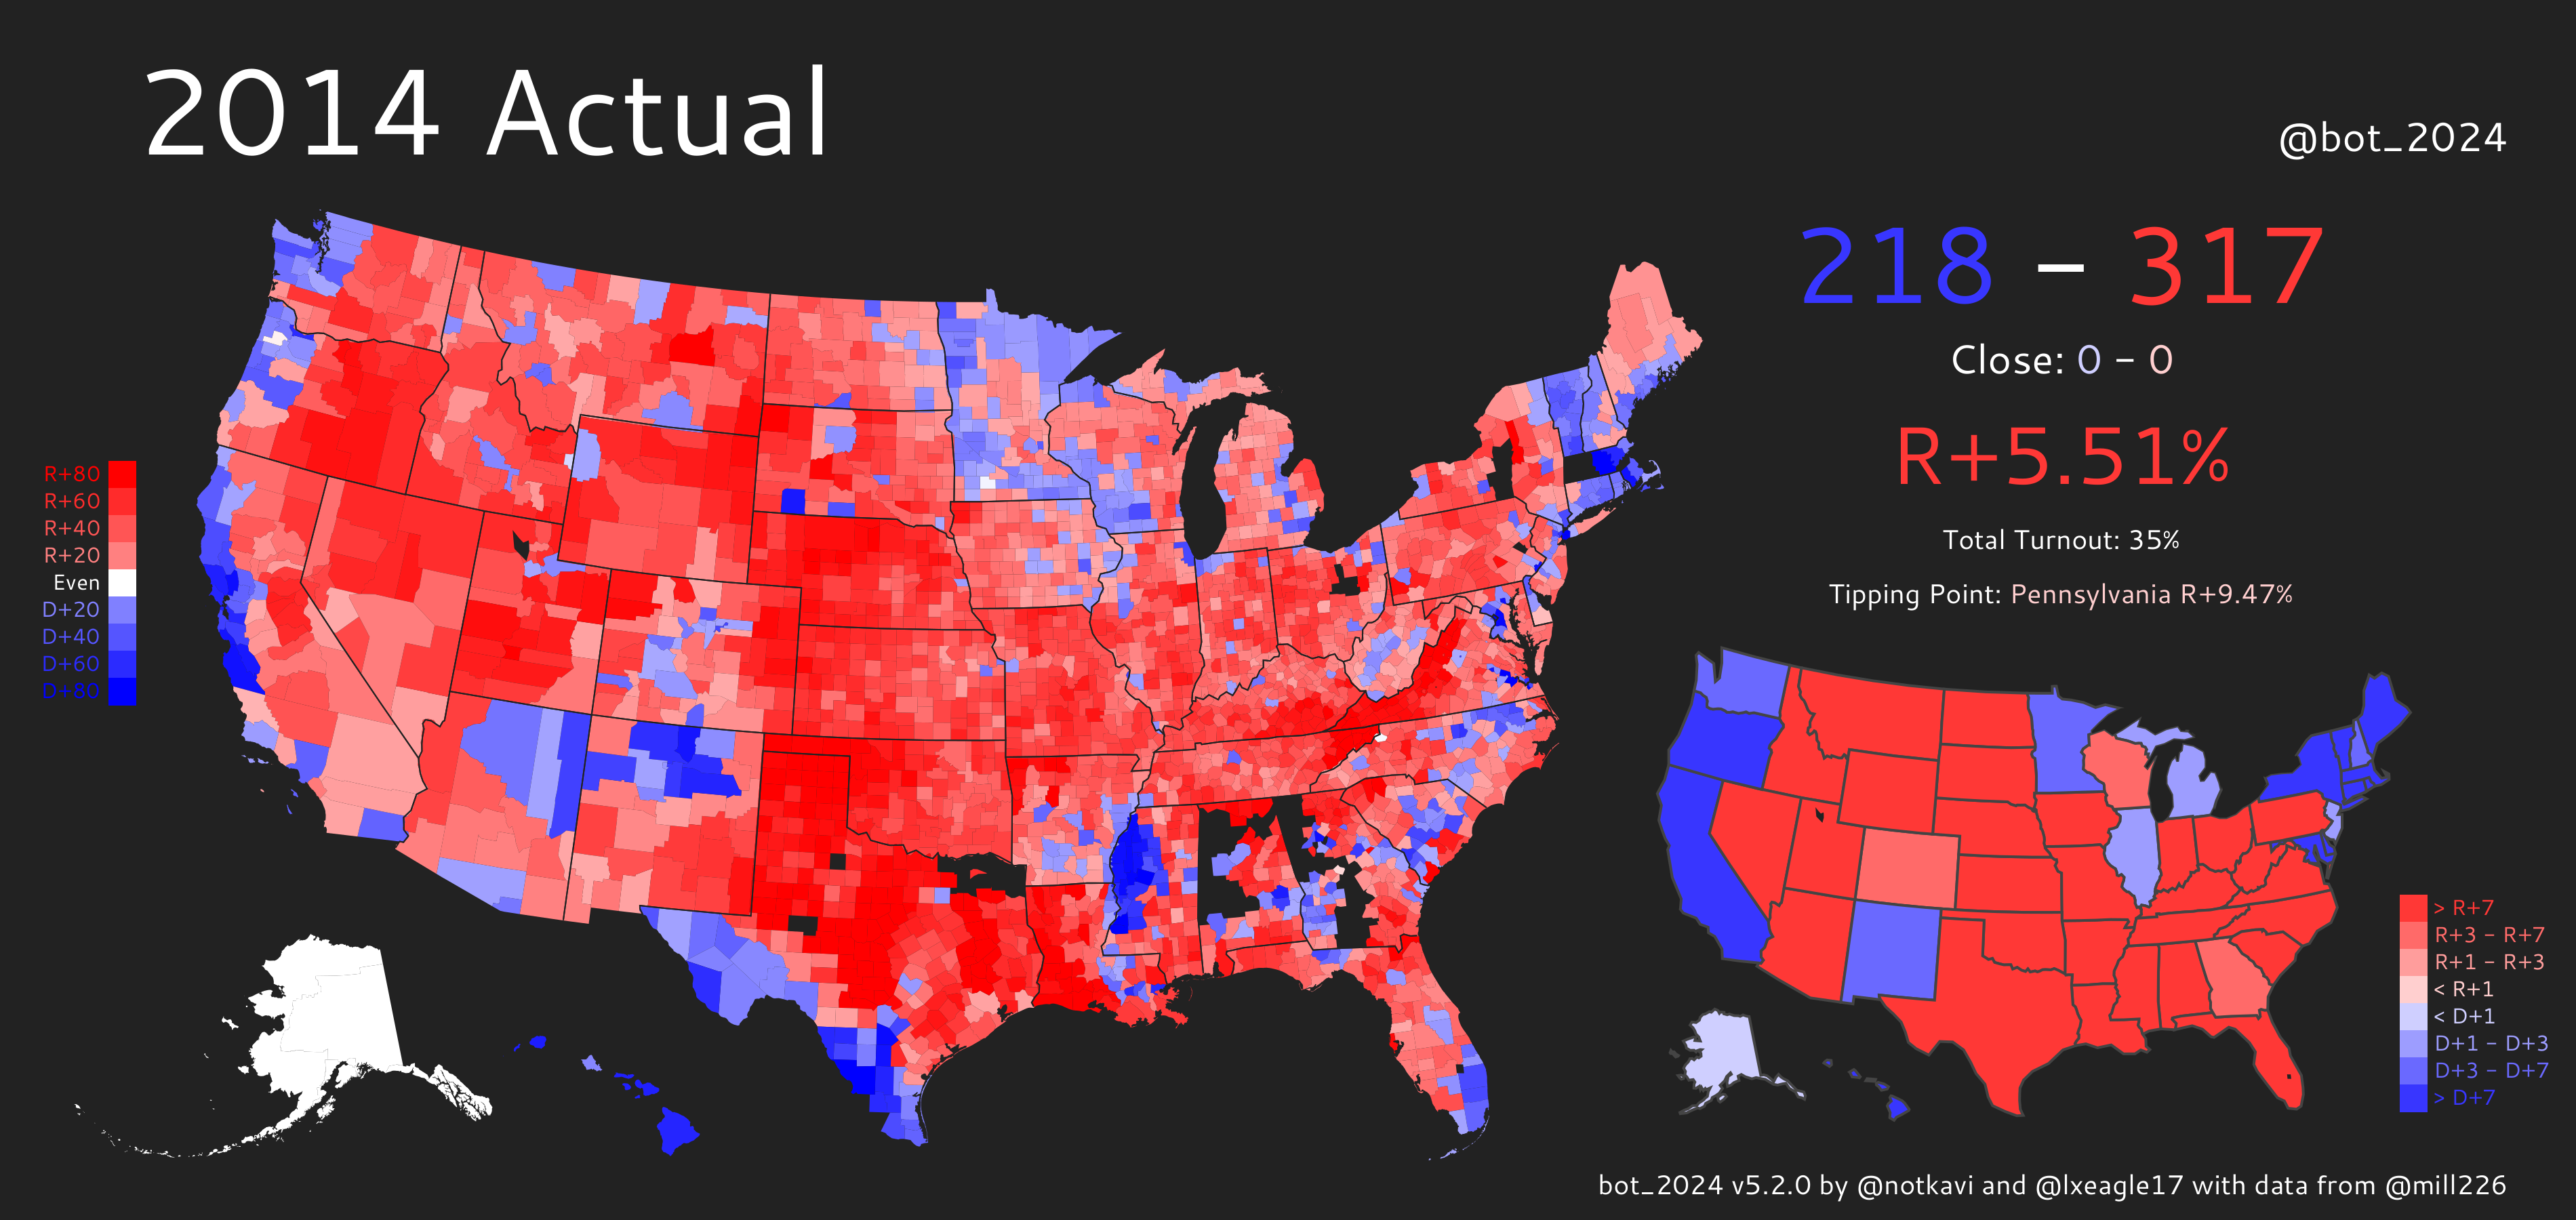 2014 Actual
@bot_2024
218 – 317
Close: 0 – 0
R+5.51%
Total Turnout: 35%
Tipping Point: Pennsylvania R+9.47%
R+80
R+60
R+40
R+20
Even
D+20
D+40
D+60
D+80
> R+7
R+3 – R+7
R+1 – R+3
< R+1
< D+1
D+1 – D+3
D+3 – D+7
> D+7
bot_2024 v5.2.0 by @notkavi and @lxeagle17 with data from @mill226